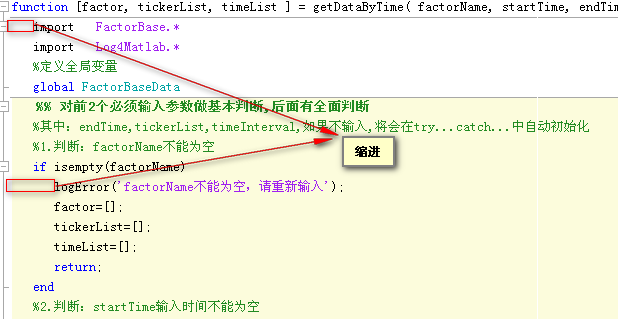 function [factor, tickerList, timeList ] = getDataByTime( factorName, startTime, endTim
import FactorBase.*
import Log4Matlab.*
%定义全局变量
global FactorBaseData
%% 对前2个必须输入参数做基本判断,后面有全面判断
%其中: endTime,tickerList,timeInterval,如果不输入,将会在try...catch...中自动初始化
%1.判断: factorName不能为空
缩进
if isempty(factorName)
logError('factorName不能为空, 请重新输入');
factor=[];
tickerList=[];
timeList=[];
return;
end
%2.判断: startTime输入时间不能为空